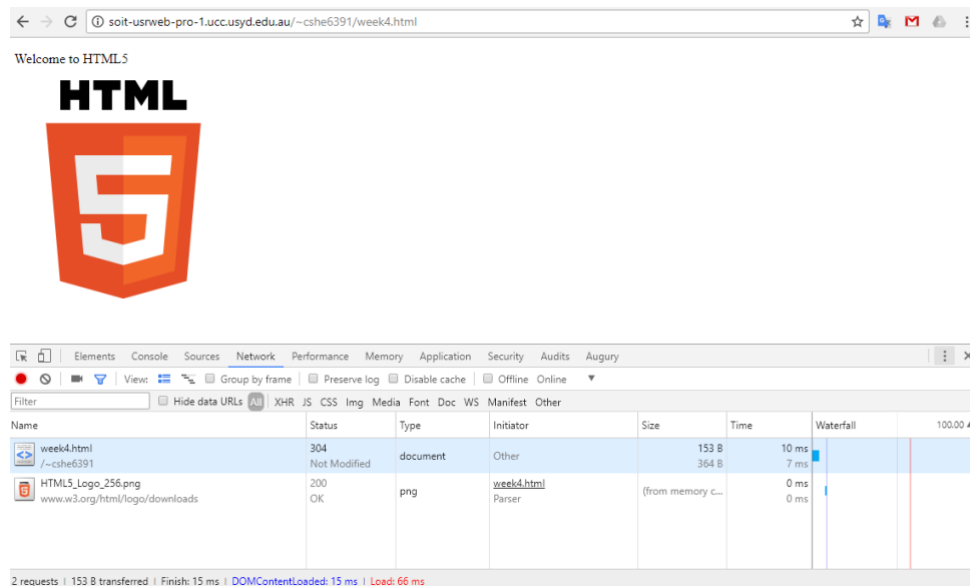 soit-usrweb-pro-1.ucc.usyd.edu.au/~cshe6391/week4.html
Welcome to HTML5
HTML
5
Elements Console Sources Network Performance Memory Application Security Audits Augury
View: Group by frame Preserve log Disable cache Offline Online
Filter Hide data URLs All XHR JS CSS Img Media Font Doc WS Manifest Other
Name Status Type Initiator Size Time Waterfall 100.00
week4.html 304 document Other 153 B 10 ms
/~cshe6391 Not Modified 364 B 7 ms
HTML5_Logo_256.png 200 png week4.html (from memory c... 0 ms
www.w3.org/html/logo/downloads OK Parser 0 ms
2 requests | 153 B transferred | Finish: 15 ms | DOMContentLoaded: 15 ms | Load: 66 ms